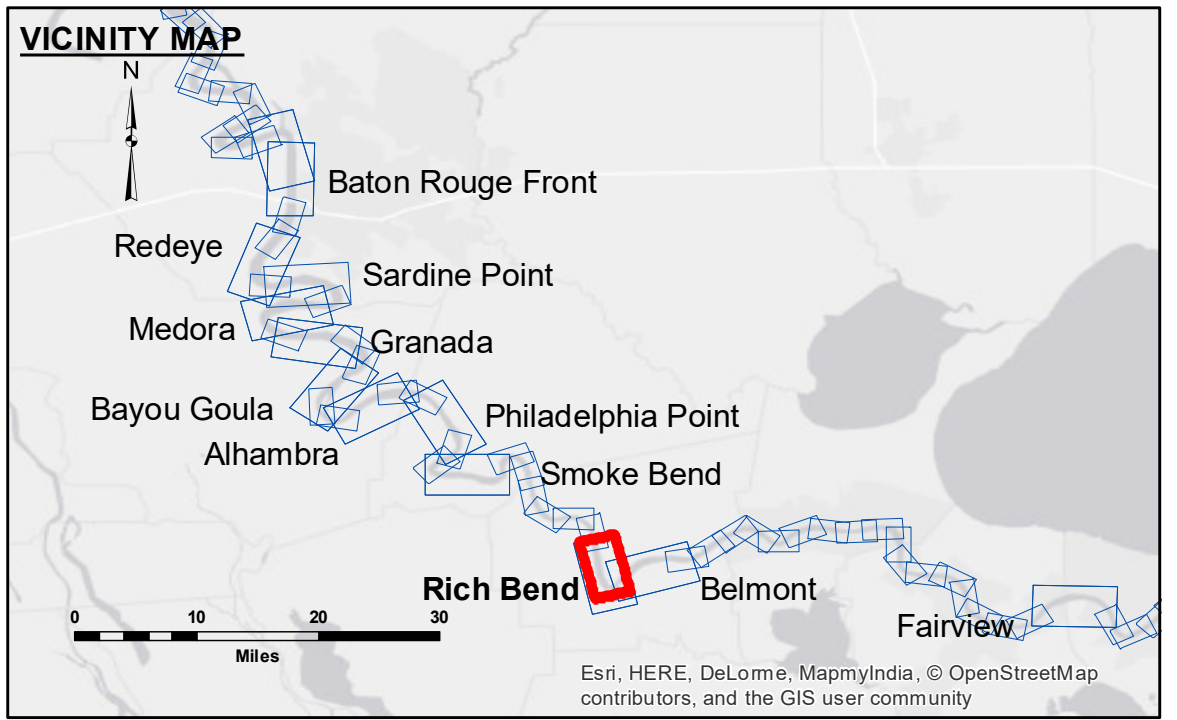 VICINITY MAP
N
Baton Rouge Front
Redeye
Sardine Point
Medora
Granada
Bayou Goula
Philadelphia Point
Alhambra
Smoke Bend
Rich Bend
Belmont
Fairview
0 10 20 30
Miles
Esri, HERE, DeLorme, MapmyIndia, © OpenStreetMap
contributors, and the GIS user community